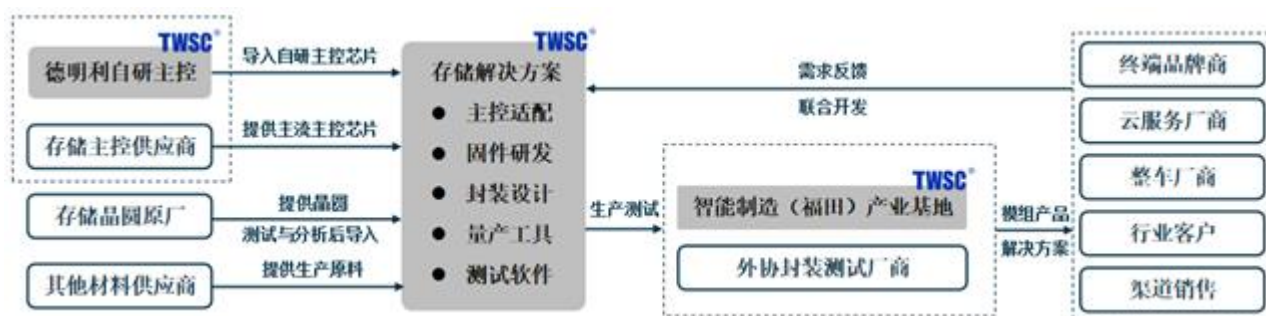 TWSC®
德明利自研主控
存储主控供应商
存储晶圆原厂
其他材料供应商
导入自研主控芯片
提供主流主控芯片
提供晶圆
测试与分析后导入
提供生产原料
TWSC®
存储解决方案
● 主控适配
● 固件研发
● 封装设计
● 量产工具
● 测试软件
需求反馈
联合开发
生产测试
TWSC®
智能制造（福田）产业基地
外协封装测试厂商
模组产品
解决方案
终端品牌商
云服务厂商
整车厂商
行业客户
渠道销售